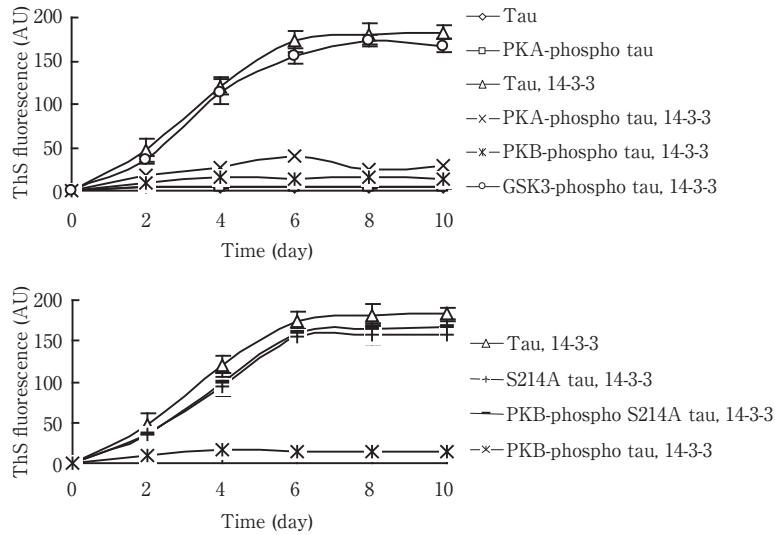 ThS fluorescence (AU)
200
150
100
50
0
0 2 4 6 8 10
Time (day)
Tau
PKA-phospho tau
Tau, 14-3-3
PKA-phospho tau, 14-3-3
PKB-phospho tau, 14-3-3
GSK3-phospho tau, 14-3-3
ThS fluorescence (AU)
200
150
100
50
0
0 2 4 6 8 10
Time (day)
Tau, 14-3-3
S214A tau, 14-3-3
PKB-phospho S214A tau, 14-3-3
PKB-phospho tau, 14-3-3